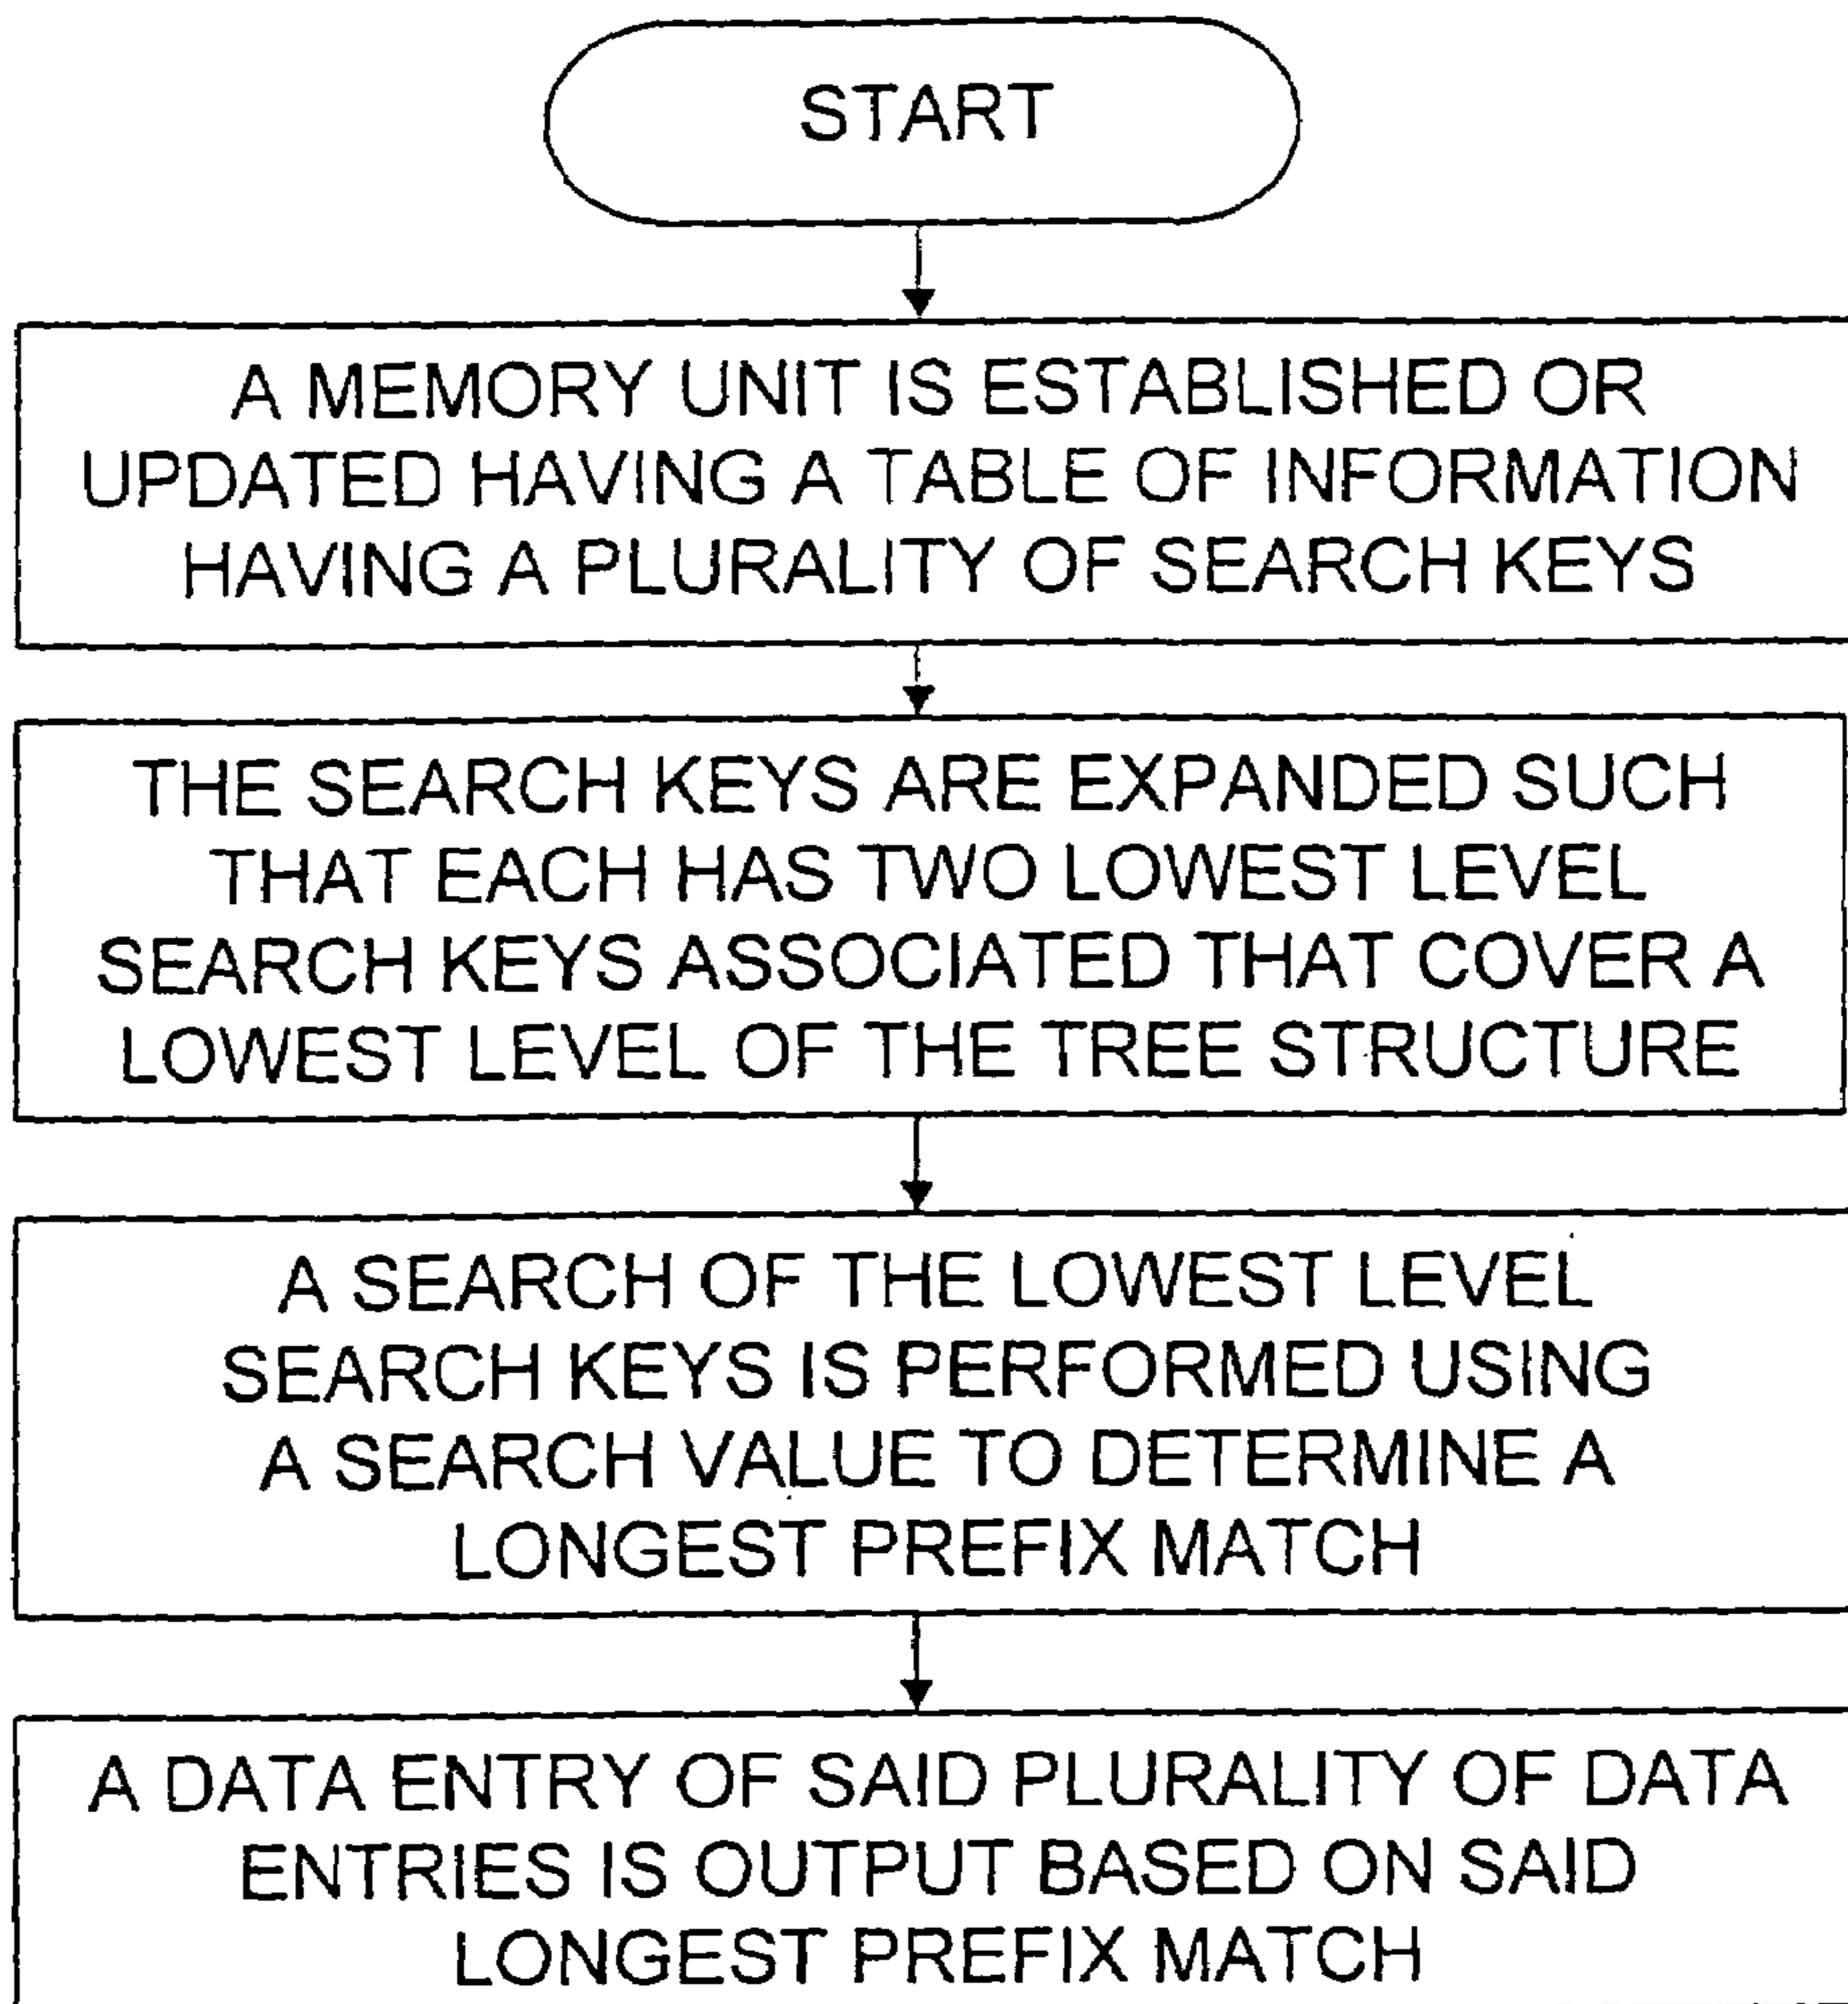 START
A MEMORY UNIT IS ESTABLISHED OR
UPDATED HAVING A TABLE OF INFORMATION
HAVING A PLURALITY OF SEARCH KEYS
THE SEARCH KEYS ARE EXPANDED SUCH
THAT EACH HAS TWO LOWEST LEVEL
SEARCH KEYS ASSOCIATED THAT COVER A
LOWEST LEVEL OF THE TREE STRUCTURE
A SEARCH OF THE LOWEST LEVEL
SEARCH KEYS IS PERFORMED USING
A SEARCH VALUE TO DETERMINE A
LONGEST PREFIX MATCH
A DATA ENTRY OF SAID PLURALITY OF DATA
ENTRIES IS OUTPUT BASED ON SAID
LONGEST PREFIX MATCH